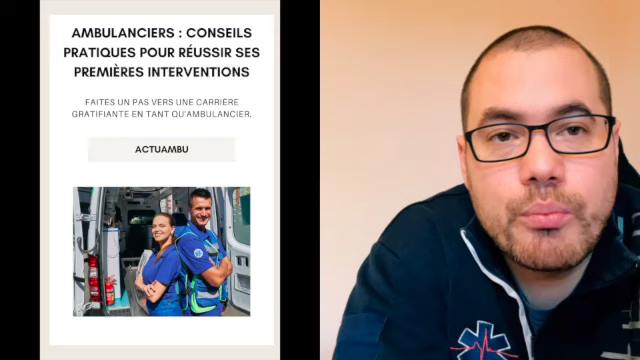 AMBULANCIERS : CONSEILS
PRATIQUES POUR RÉUSSIR SES
PREMIÈRES INTERVENTIONS
FAITES UN PAS VERS UNE CARRIÈRE
GRATIFIANTE EN TANT QU'AMBULANCIER.
ACTUAMBU